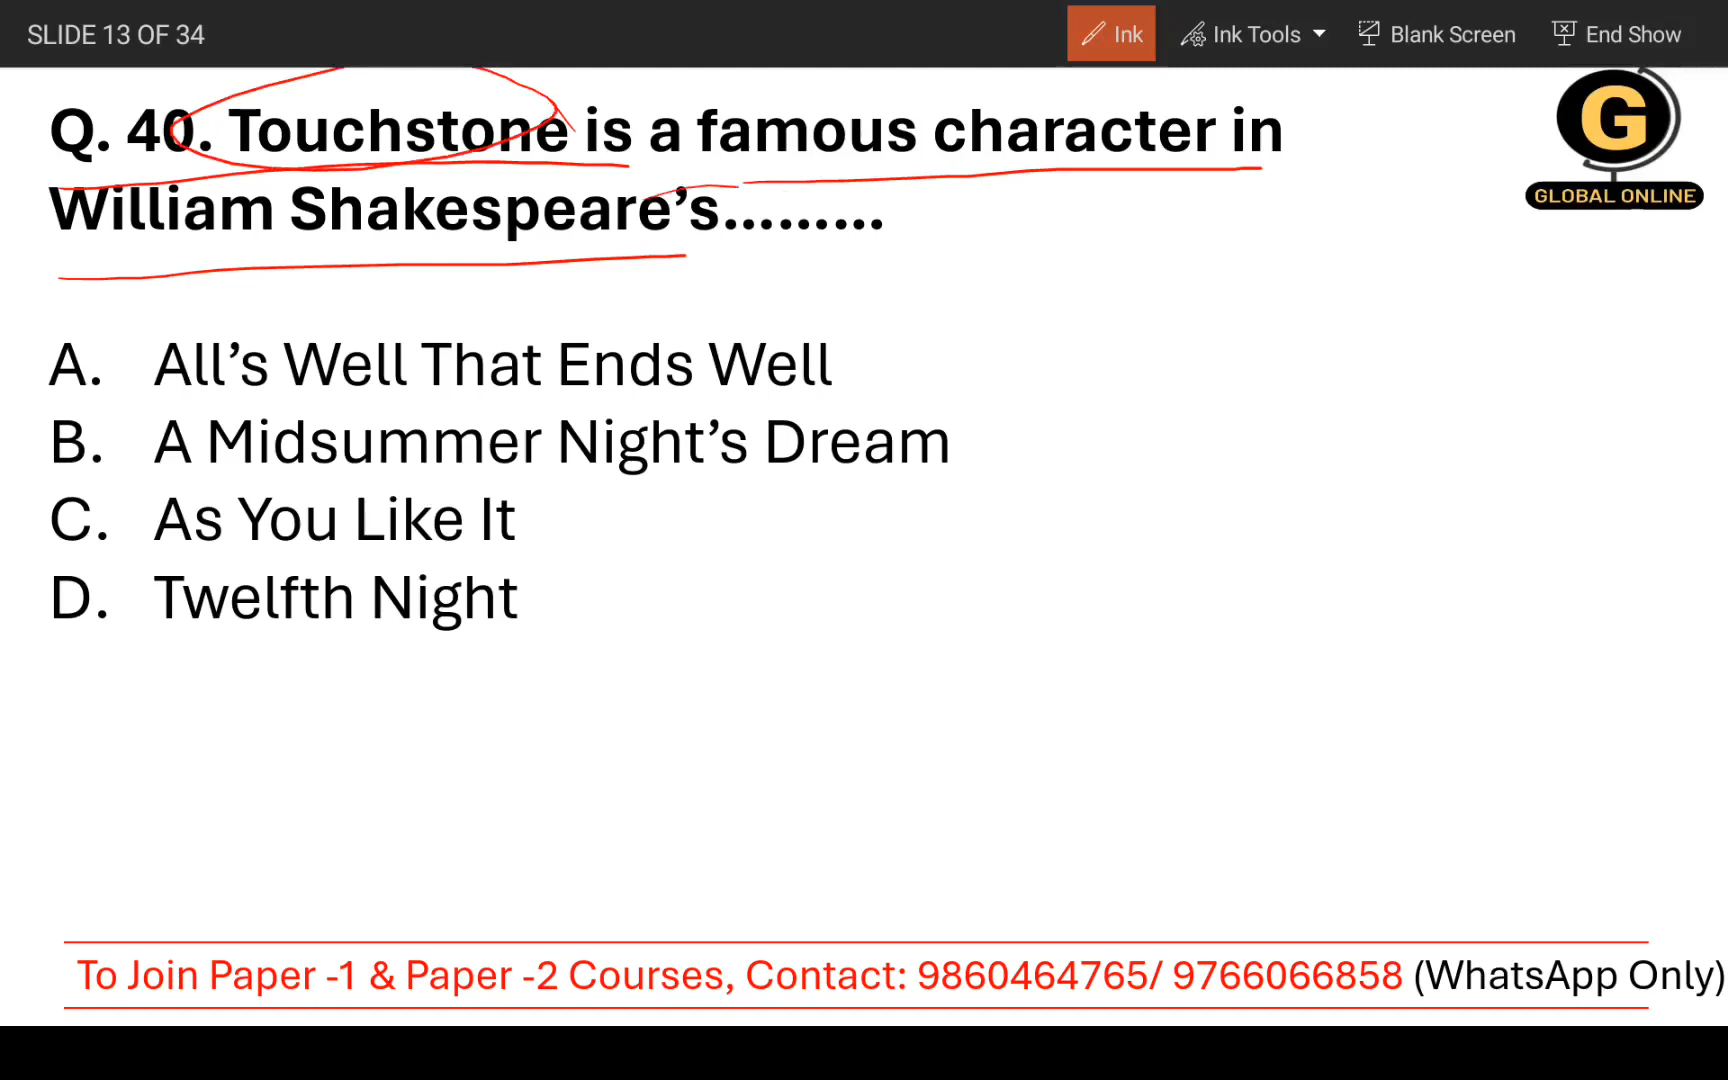 SLIDE 13 OF 34
Ink
Ink Tools
Blank Screen
End Show
Q. 40. Touchstone is a famous character in
William Shakespeare’s.........
G
GLOBAL ONLINE
A. All’s Well That Ends Well
B. A Midsummer Night’s Dream
C. As You Like It
D. Twelfth Night
To Join Paper -1 & Paper -2 Courses, Contact: 9860464765/ 9766066858 (WhatsApp Only)